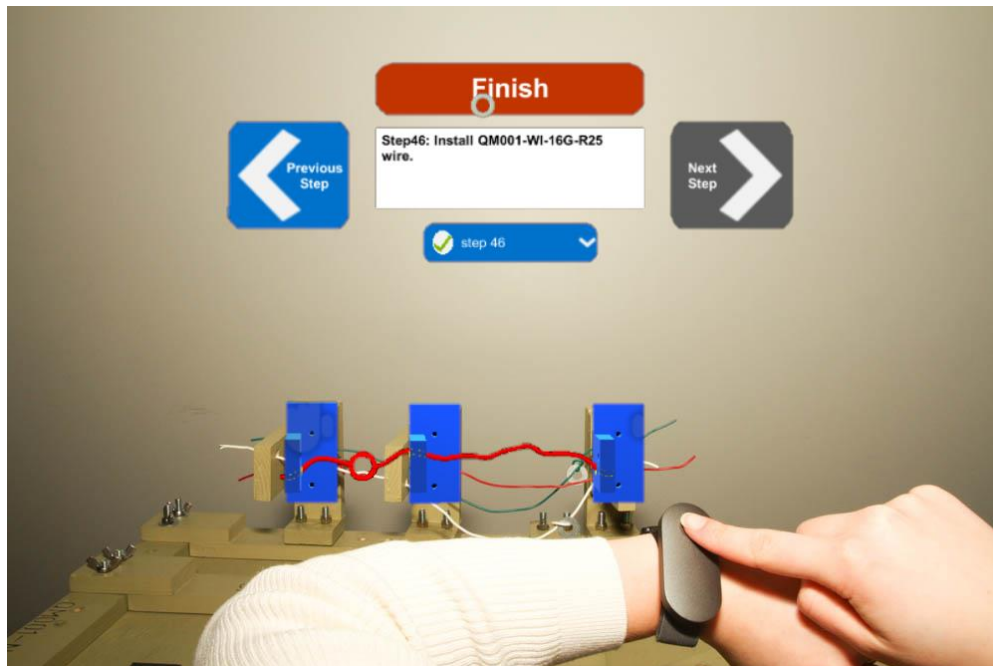 Finish
Step46: Install QM001-WI-16G-R25
wire.
Previous
Step
Next
Step
step 46